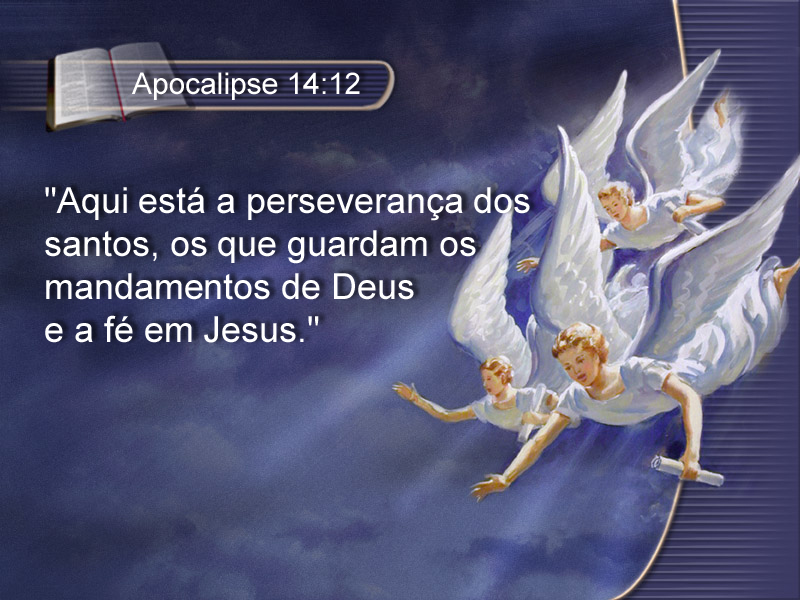 Apocalipse 14:12
"Aqui está a perseverança dos
santos, os que guardam os
mandamentos de Deus
e a fé em Jesus."